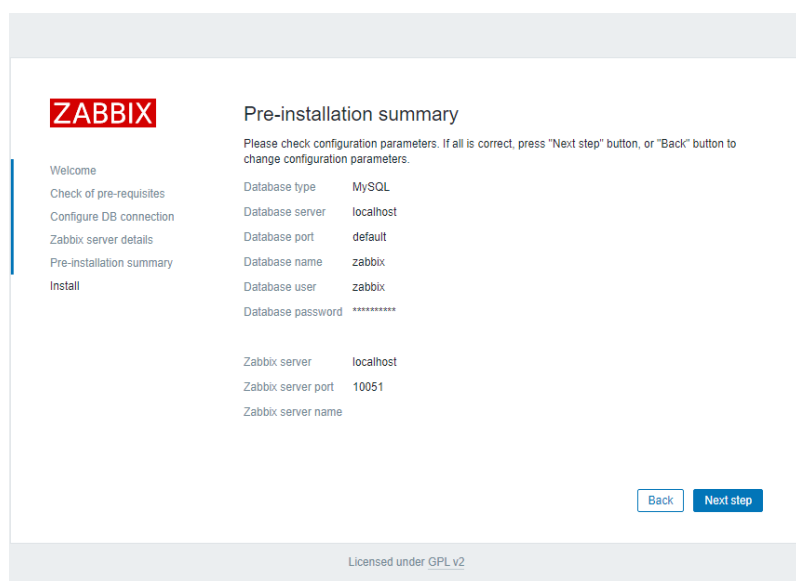 ZABBIX
Welcome
Check of pre-requisites
Configure DB connection
Zabbix server details
Pre-installation summary
Install
Pre-installation summary
Please check configuration parameters. If all is correct, press "Next step" button, or "Back" button to
change configuration parameters.
Database type MySQL
Database server localhost
Database port default
Database name zabbix
Database user zabbix
Database password **********
Zabbix server localhost
Zabbix server port 10051
Zabbix server name
Back Next step
Licensed under GPL v2